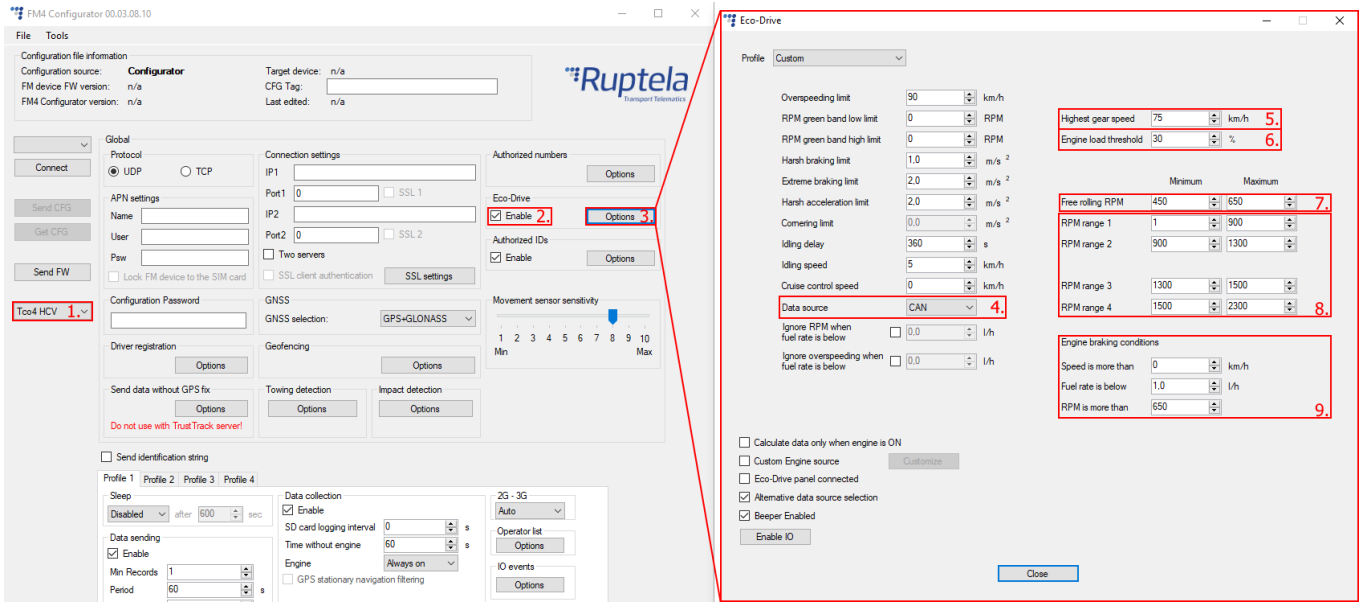 FM4 Configurator 00.03.08.10
File Tools
Configuration file information
Configuration source: Configurator
FM device FW version: n/a
FM4 Configurator version: n/a
Target device: n/a
CFG Tag:
Last edited: n/a
Ruptela
Transport Telematics
Connect
Send CFG
Get CFG
Send FW
Tco4 HCV 1.
Global
Protocol
UDP TCP
APN settings
Name
User
Psw
Lock FM device to the SIM card
Connection settings
IP1
Port1 0 SSL 1
IP2
Port2 0 SSL 2
Two servers
SSL client authentication SSL settings
Authorized numbers
Options
Eco-Drive
Enable 2. Options 3.
Authorized IDs
Enable Options
Configuration Password
GNSS
GNSS selection: GPS+GLONASS
Movement sensor sensitivity
1 2 3 4 5 6 7 8 9 10
Min Max
Driver registration
Options
Geofencing
Options
Send data without GPS fix
Options
Do not use with TrustTrack server!
Towing detection
Options
Impact detection
Options
Send identification string
Profile 1 Profile 2 Profile 3 Profile 4
Sleep
Disabled after 600 sec
Data sending
Enable
Min Records 1
Period 60 s
Data collection
Enable
SD card logging interval 0 s
Time without engine 60 s
Engine Always on
GPS stationary navigation filtering
2G - 3G
Auto
Operator list
Options
IO events
Options
Eco-Drive
Profile Custom
Overspeeding limit 90 km/h
RPM green band low limit 0 RPM
RPM green band high limit 0 RPM
Harsh braking limit 1.0 m/s 2
Extreme braking limit 2.0 m/s 2
Harsh acceleration limit 2.0 m/s 2
Cornering limit 0,0 m/s 2
Idling delay 360 s
Idling speed 5 km/h
Cruise control speed 0 km/h
Data source CAN 4.
Ignore RPM when
fuel rate is below 0,0 l/h
Ignore overspeeding when
fuel rate is below 0,0 l/h
Highest gear speed 75 km/h 5.
Engine load threshold 30 % 6.
Minimum Maximum
Free rolling RPM 450 650 7.
RPM range 1 1 900
RPM range 2 900 1300
RPM range 3 1300 1500
RPM range 4 1500 2300 8.
Engine braking conditions
Speed is more than 0 km/h
Fuel rate is below 1.0 l/h
RPM is more than 650 9.
Calculate data only when engine is ON
Custom Engine source Customize
Eco-Drive panel connected
Alternative data source selection
Beeper Enabled
Enable IO
Close